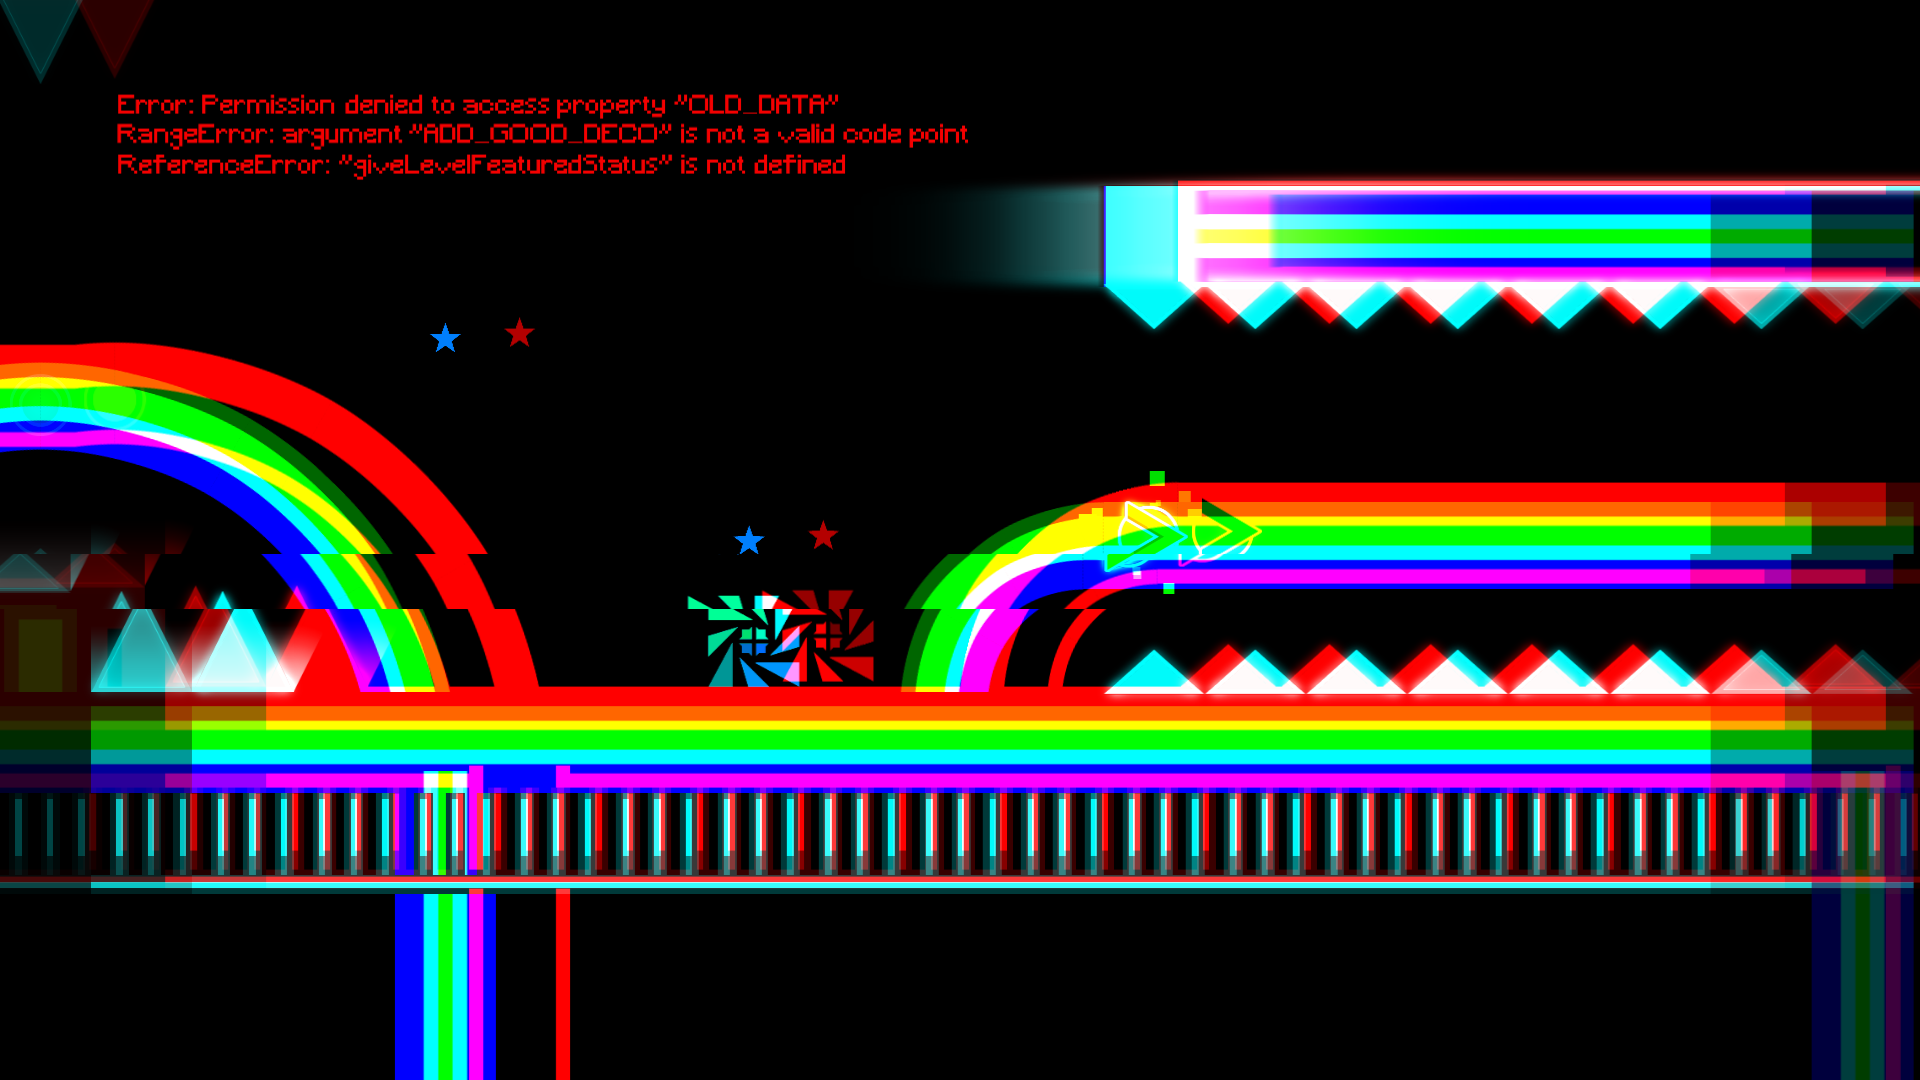 Error: Permission denied to access property "OLD_DATA"
RangeError: argument "ADD_GOOD_DECO" is not a valid code point
ReferenceError: "giveLevelFeaturedStatus" is not defined